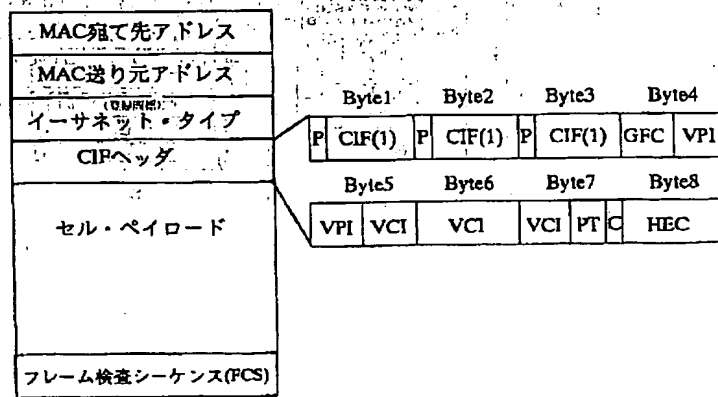 MAC宛て先アドレス
MAC送り元アドレス
イーサネット・タイプ
CIFヘッダ
セル・ペイロード
フレーム検査シーケンス(FCS)
Byte1 Byte2 Byte3 Byte4
P CIF(1) P CIF(1) P CIF(1) GFC VPI
Byte5 Byte6 Byte7 Byte8
VPI VCI VCI VCI PT C HEC